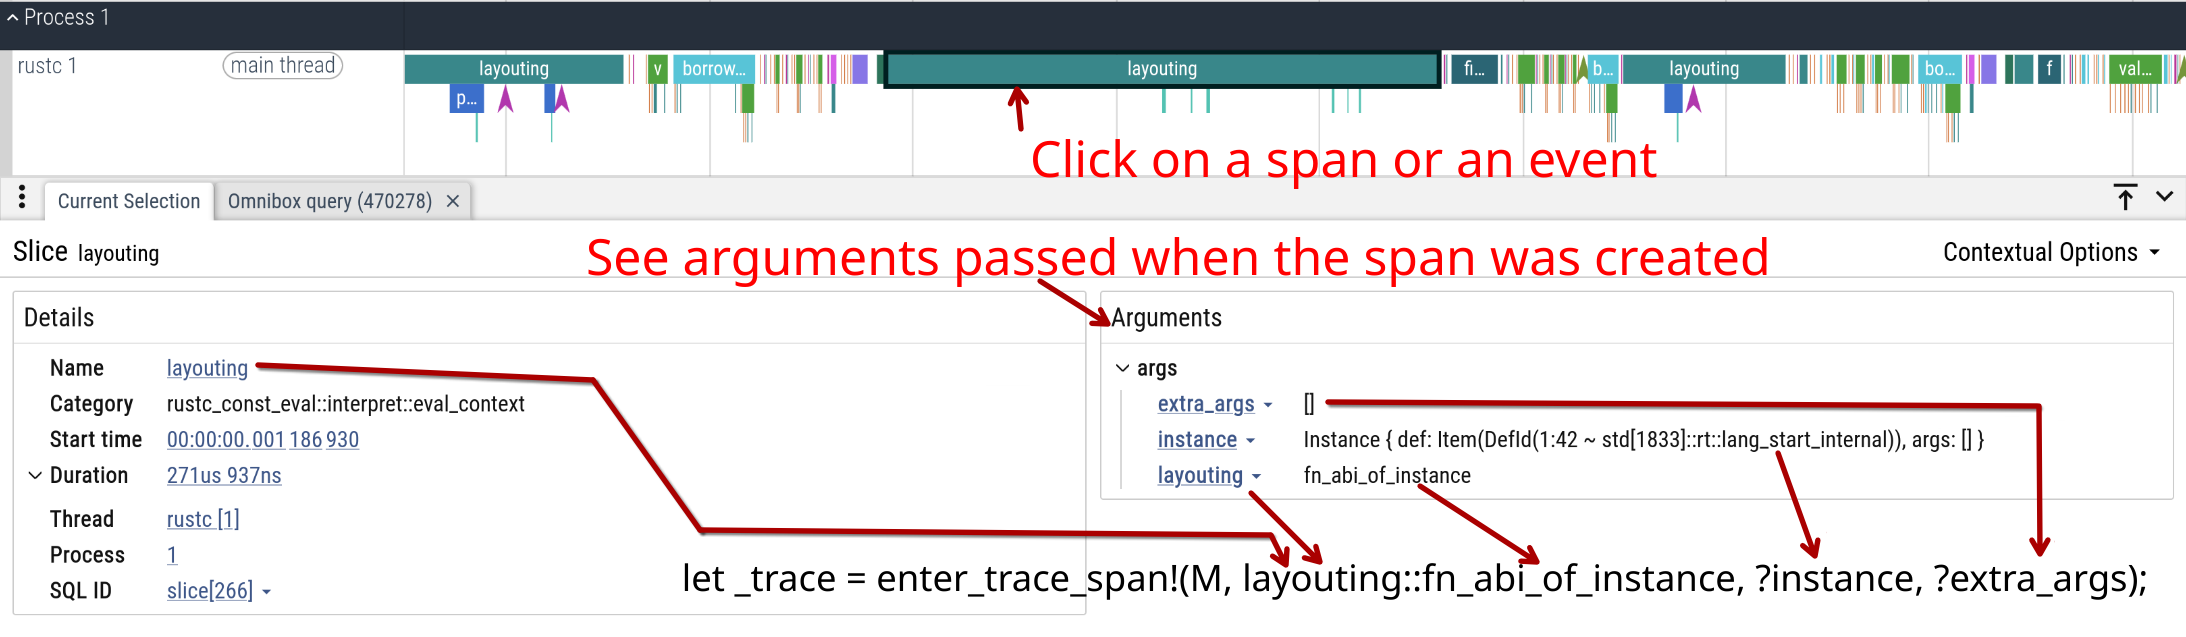 Process 1
rustc 1 main thread
layouting v borrow... layouting fi... b... layouting bo... f val...
p...
Click on a span or an event
Current Selection Omnibox query (470278) ×
Slice layouting
See arguments passed when the span was created
Contextual Options
Details
Name layouting
Category rustc_const_eval::interpret::eval_context
Start time 00:00:00.001 186 930
Duration 271us 937ns
Thread rustc [1]
Process 1
SQL ID slice[266]
Arguments
args
extra_args []
instance Instance { def: Item(DefId(1:42 ~ std[1833]::rt::lang_start_internal)), args: [] }
layouting fn_abi_of_instance
let _trace = enter_trace_span!(M, layouting::fn_abi_of_instance, ?instance, ?extra_args);